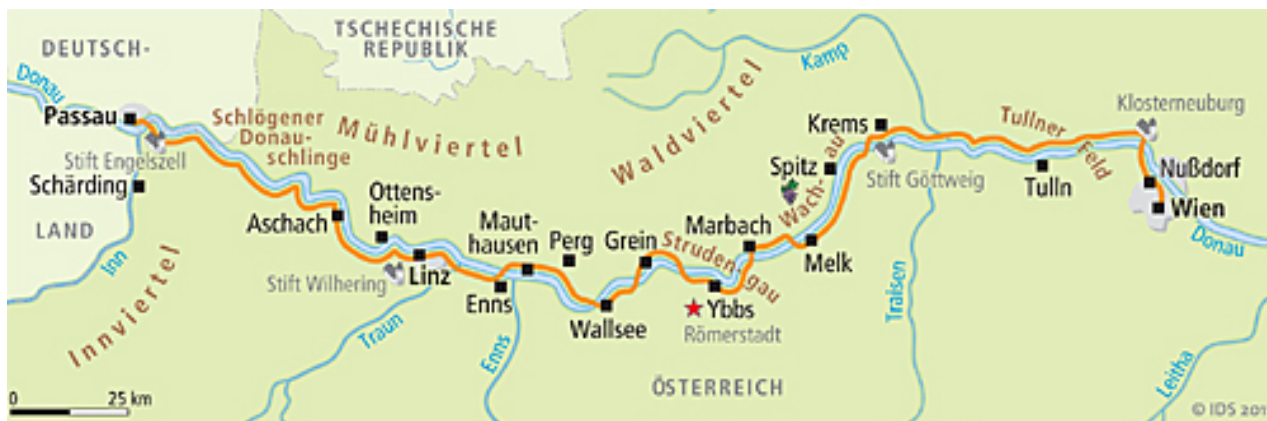 DEUTSCH-
LAND
TSCHECHISCHE
REPUBLIK
Donau
Passau
Stift Engelszell
Schärding
Inn
Innviertel
Schlögener
Donau-
schlinge
Mühlviertel
Aschach
Ottens-
heim
Stift Wilhering
Linz
Traun
Maut-
hausen
Enns
Enns
Perg
Wallsee
Grein
Struden-
gau
Ybbs
Römerstadt
Marbach
Waldviertel
Melk
Wach-
au
Spitz
Krems
Kamp
Stift Göttweig
Traisen
Tullner
Feld
Tulln
Klosterneuburg
Nußdorf
Wien
Donau
Leitha
ÖSTERREICH
0 25 km
© IDS 201